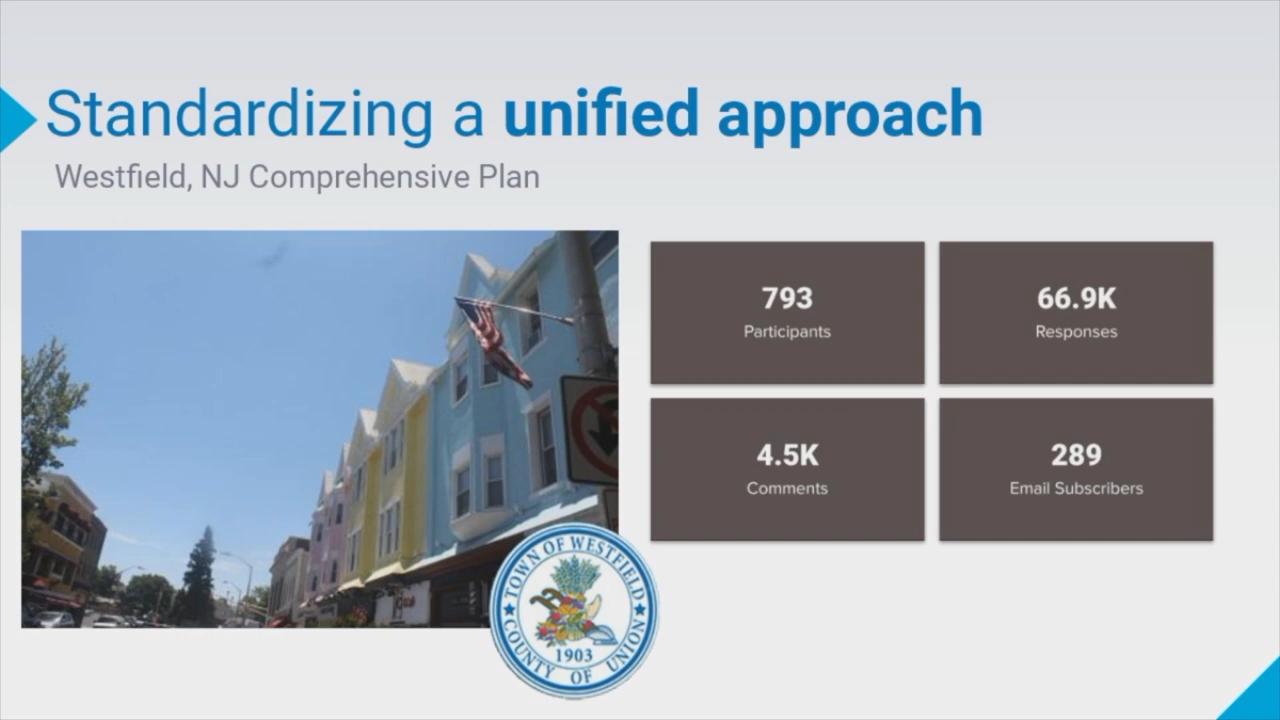 Standardizing a unified approach
Westfield, NJ Comprehensive Plan
793
Participants
66.9K
Responses
4.5K
Comments
289
Email Subscribers
TOWN OF WESTFIELD
1903
COUNTY OF UNION